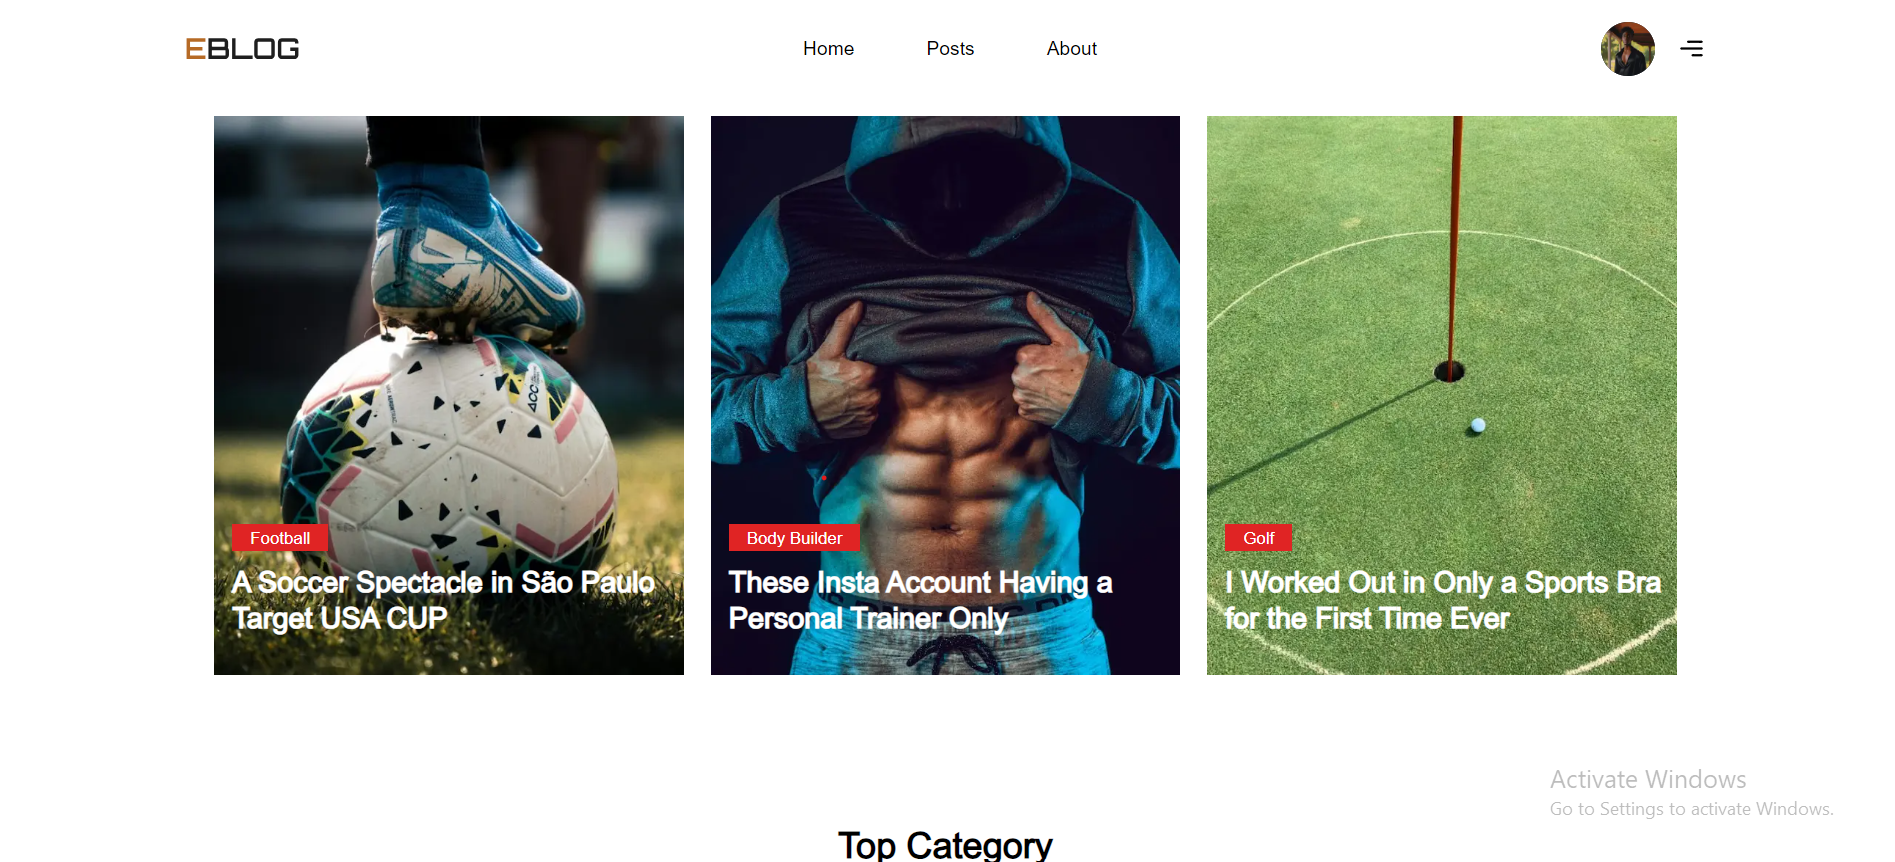 EBLOG
Home
Posts
About
Football
A Soccer Spectacle in São Paulo
Target USA CUP
Body Builder
These Insta Account Having a
Personal Trainer Only
Golf
I Worked Out in Only a Sports Bra
for the First Time Ever
Activate Windows
Go to Settings to activate Windows.
Top Category